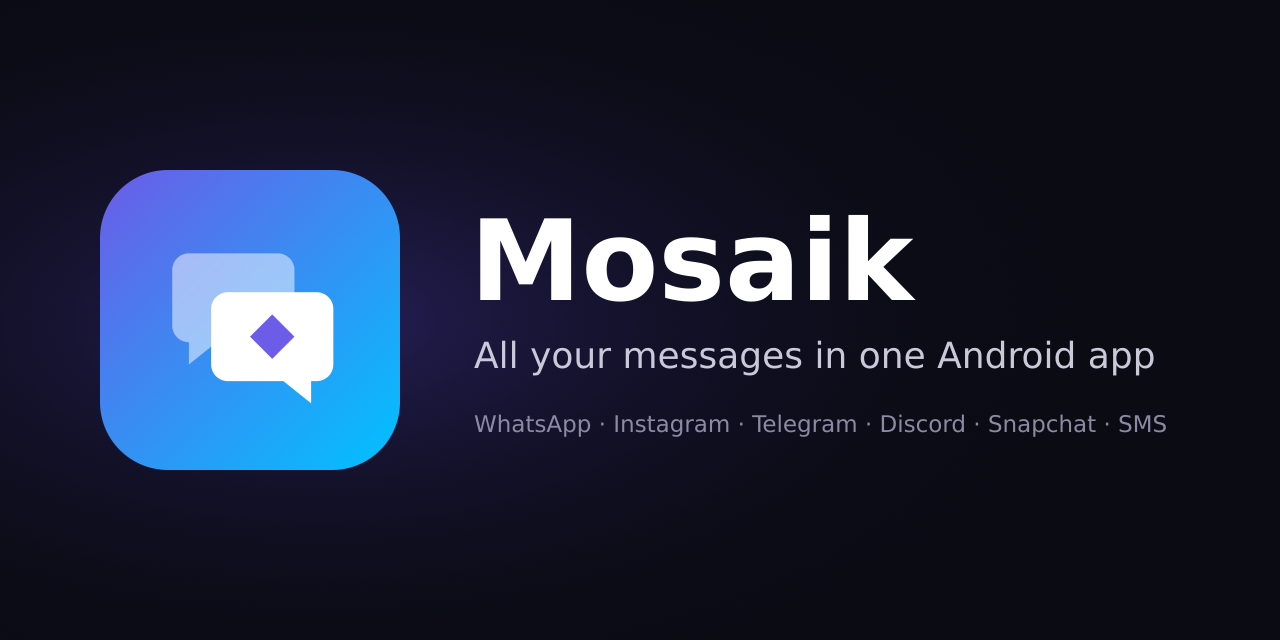 Mosaik
All your messages in one Android app
WhatsApp · Instagram · Telegram · Discord · Snapchat · SMS